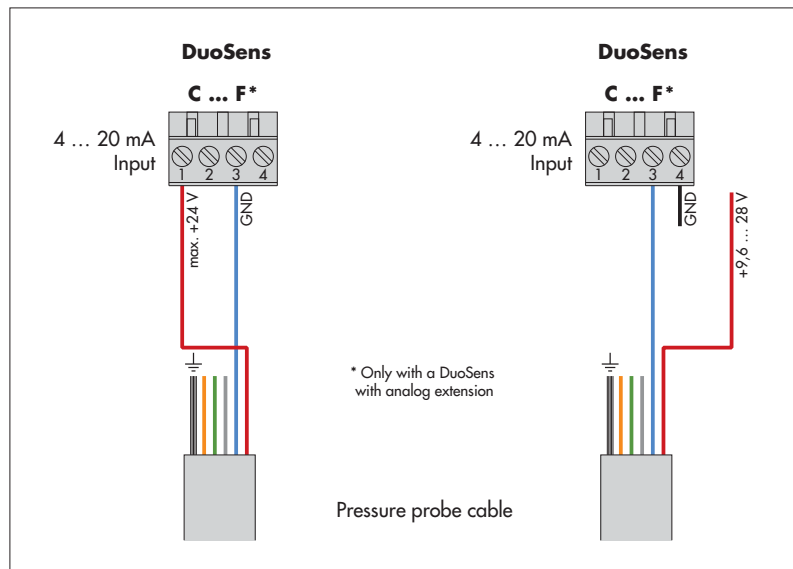 DuoSens
C ... F*
4 ... 20 mA
Input
1 2 3 4
max. +24 V
GND
DuoSens
C ... F*
4 ... 20 mA
Input
1 2 3 4
GND
+9,6 ... 28 V
* Only with a DuoSens
with analog extension
Pressure probe cable